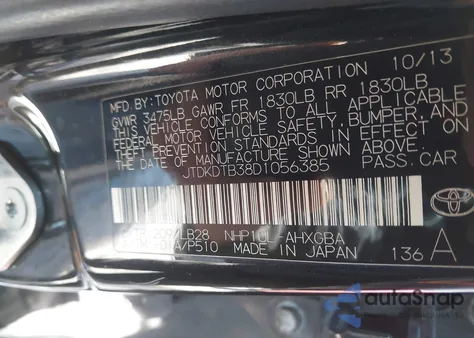 10/13
MFD. BY: TOYOTA MOTOR CORPORATION
GVWR 3475LB GAWR FR 1830LB RR 1830LB
THIS VEHICLE CONFORMS TO ALL APPLICABLE
FEDERAL MOTOR VEHICLE SAFETY, BUMPER, AND
THEFT PREVENTION STANDARDS IN EFFECT ON
THE DATE OF MANUFACTURE SHOWN ABOVE.
JTDKDTB38D1056385 PASS. CAR
NHP10L-AHXGBA
MADE IN JAPAN
136 A
autoSnap